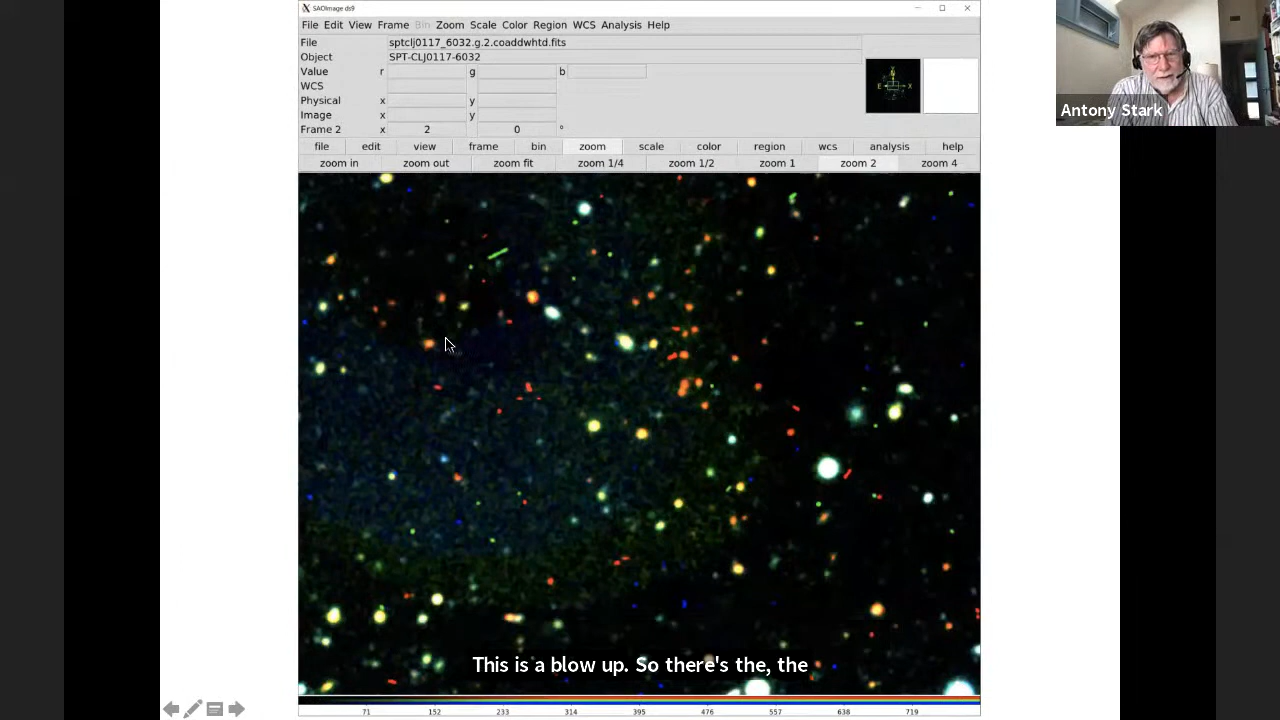 SAOImage ds9
File Edit View Frame Bin Zoom Scale Color Region WCS Analysis Help
File sptclj0117_6032.g.2.coaddwhtd.fits
Object SPT-CLJ0117-6032
Value r g b
WCS
Physical x y
Image x y
Frame 2 x 2 0 °
file edit view frame bin zoom scale color region wcs analysis help
zoom in zoom out zoom fit zoom 1/4 zoom 1/2 zoom 1 zoom 2 zoom 4
N
E X
Antony Stark
This is a blow up. So there's the, the
71 152 233 314 395 476 557 638 719